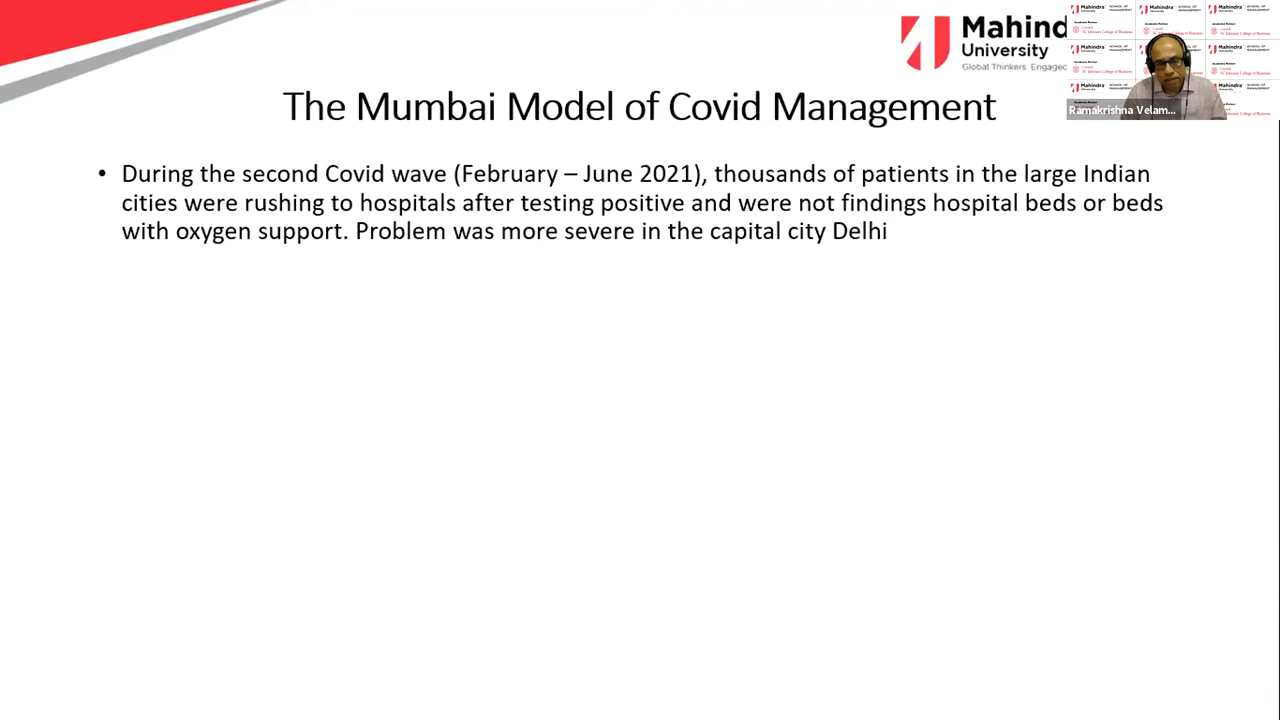 Mahind
University
Global Thinkers. Engaged
Ramakrishna Velam...
The Mumbai Model of Covid Management
• During the second Covid wave (February – June 2021), thousands of patients in the large Indian
cities were rushing to hospitals after testing positive and were not findings hospital beds or beds
with oxygen support. Problem was more severe in the capital city Delhi